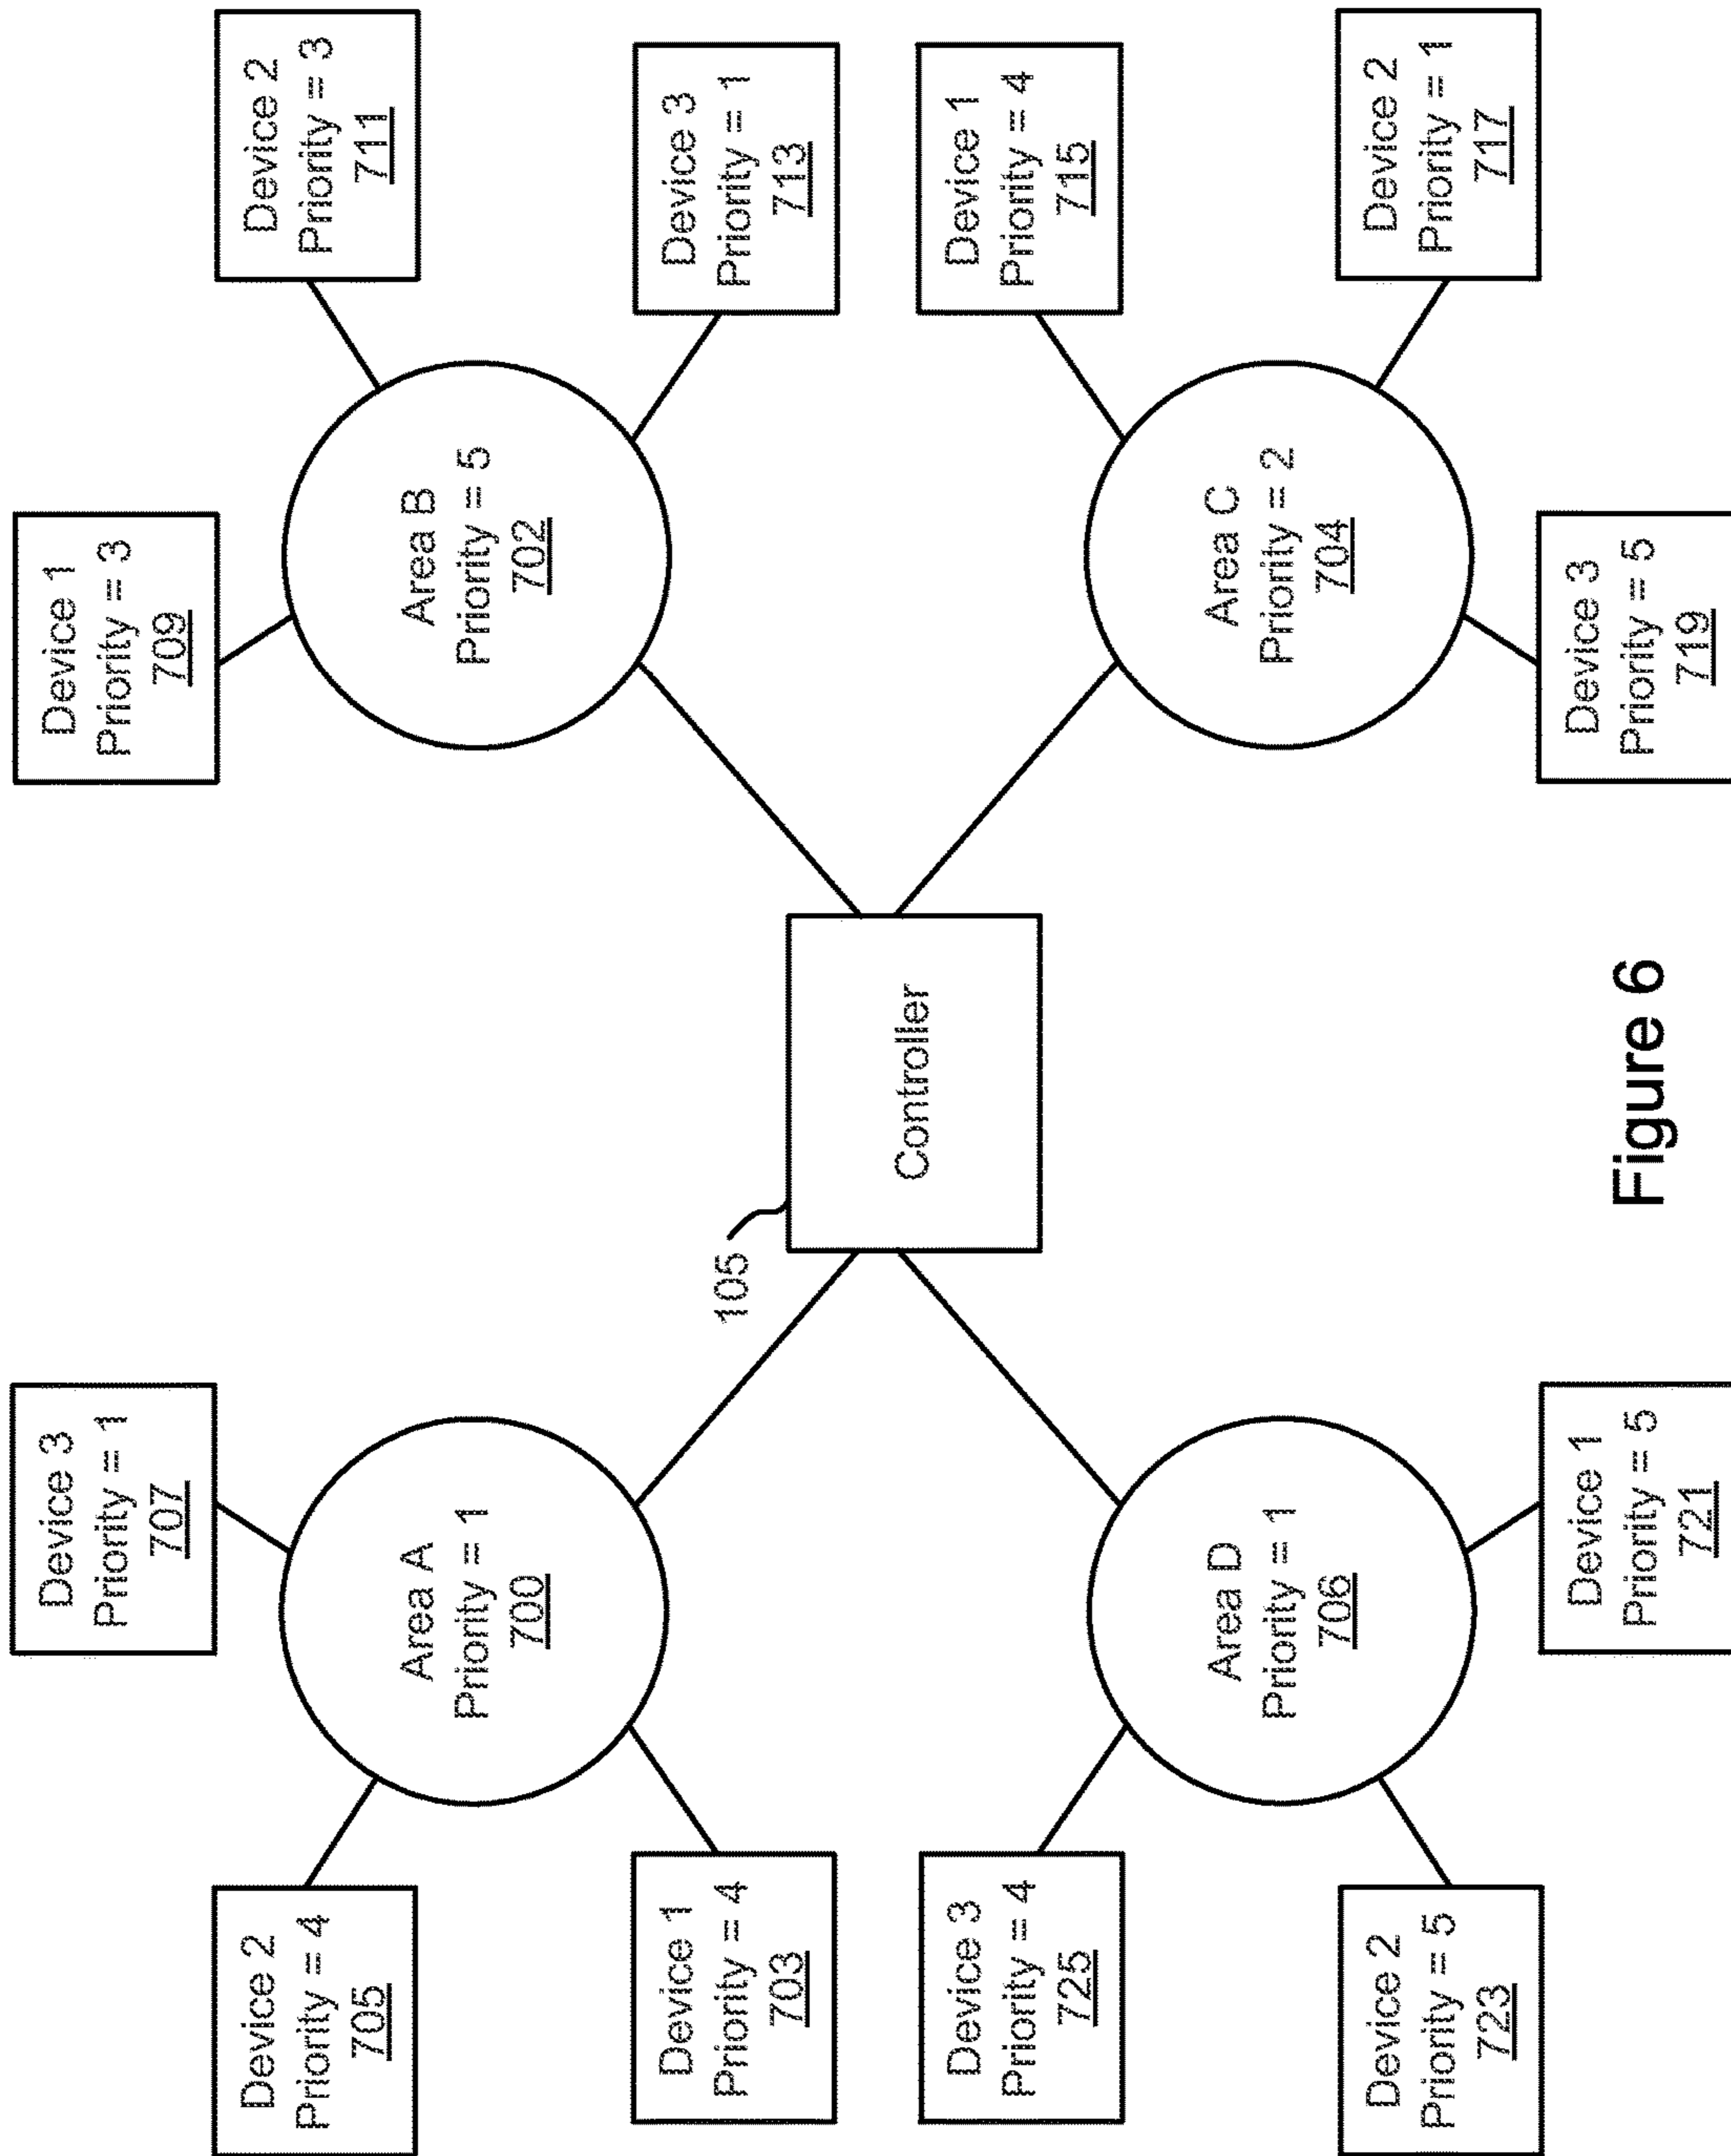 Device 2
Priority = 4
705
Device 3
Priority = 1
707
Device 1
Priority = 4
703
Area A
Priority = 1
700
Device 1
Priority = 3
709
Device 2
Priority = 3
711
Device 3
Priority = 1
713
Area B
Priority = 5
702
105
Controller
Device 3
Priority = 4
725
Area D
Priority = 1
706
Device 2
Priority = 5
723
Device 1
Priority = 5
721
Device 1
Priority = 4
715
Area C
Priority = 2
704
Device 2
Priority = 1
717
Device 3
Priority = 5
719
Figure 6